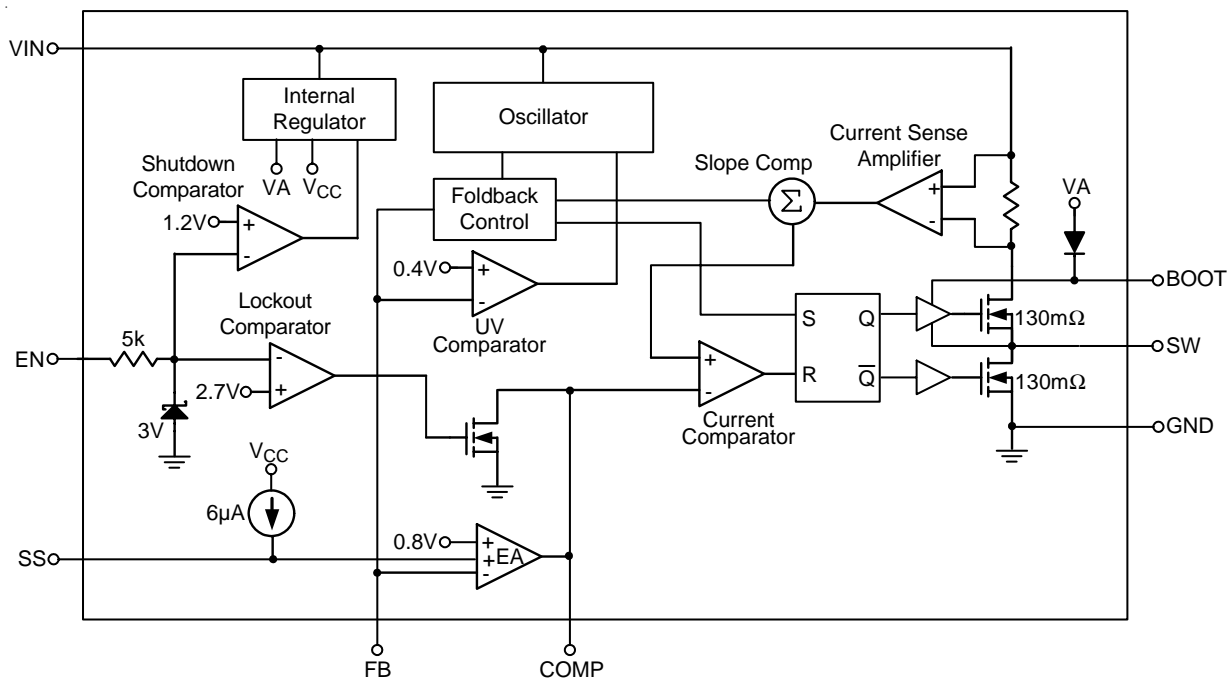 VIN
Internal
Regulator
Oscillator
Current Sense
Amplifier
Slope Comp
Shutdown
Comparator
VA
VCC
VA
Foldback
Control
Σ
+
-
1.2V
+
-
0.4V
+
-
BOOT
Lockout
Comparator
UV
Comparator
S
Q
130mΩ
5k
EN
-
+
2.7V
+
-
R
Q̅
SW
130mΩ
3V
Current
Comparator
GND
VCC
6µA
0.8V
+
+EA
-
SS
FB
COMP